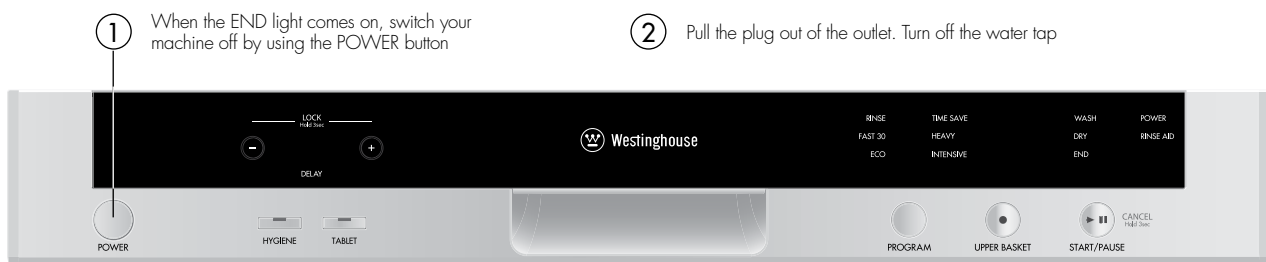 1
When the END light comes on, switch your
machine off by using the POWER button
2
Pull the plug out of the outlet. Turn off the water tap
LOCK
Hold 3sec
-
+
DELAY
W Westinghouse
RINSE
FAST 30
ECO
TIME SAVE
HEAVY
INTENSIVE
WASH
DRY
END
POWER
RINSE AID
POWER
HYGIENE
TABLET
PROGRAM
UPPER BASKET
START/PAUSE
CANCEL
Hold 3sec